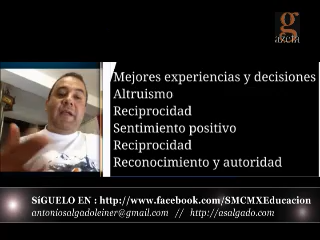 g
gazeta
Mejores experiencias y decisiones
Altruismo
Reciprocidad
Sentimiento positivo
Reciprocidad
Reconocimiento y autoridad
SíGUELO EN : http://www.facebook.com/SMCMXEducacion
antoniosalgadoleiner@gmail.com // http://asalgado.com